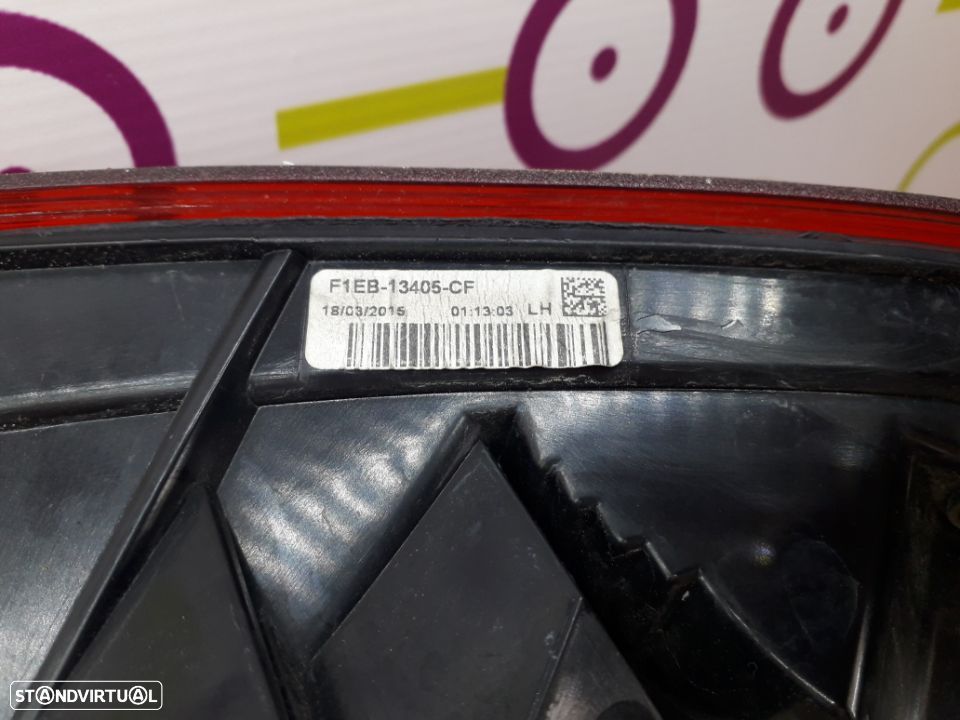 F1EB-13405-CF
18/03/2015 01:13:03 LH
STANDVIRTUAL